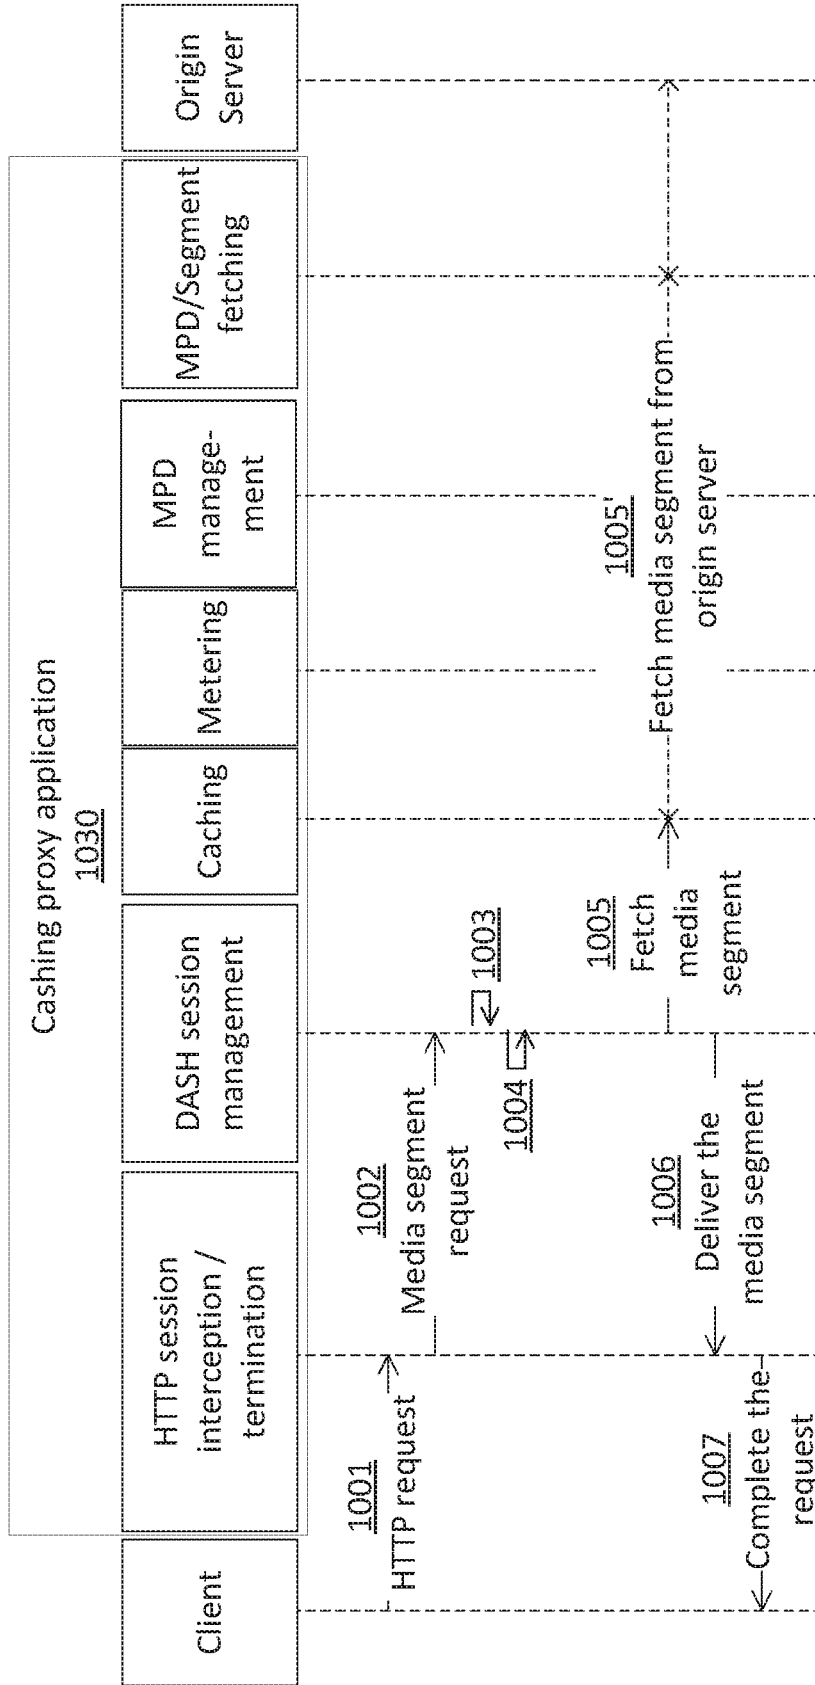 Cashing proxy application
1030
Client
HTTP session
interception /
termination
DASH session
management
Caching
Metering
MPD
manage-
ment
MPD/Segment
fetching
Origin
Server
1001
HTTP request
1002
Media segment
request
1003
1004
1005
Fetch
media
segment
1005'
Fetch media segment from
origin server
1006
Deliver the
media segment
1007
Complete the
request